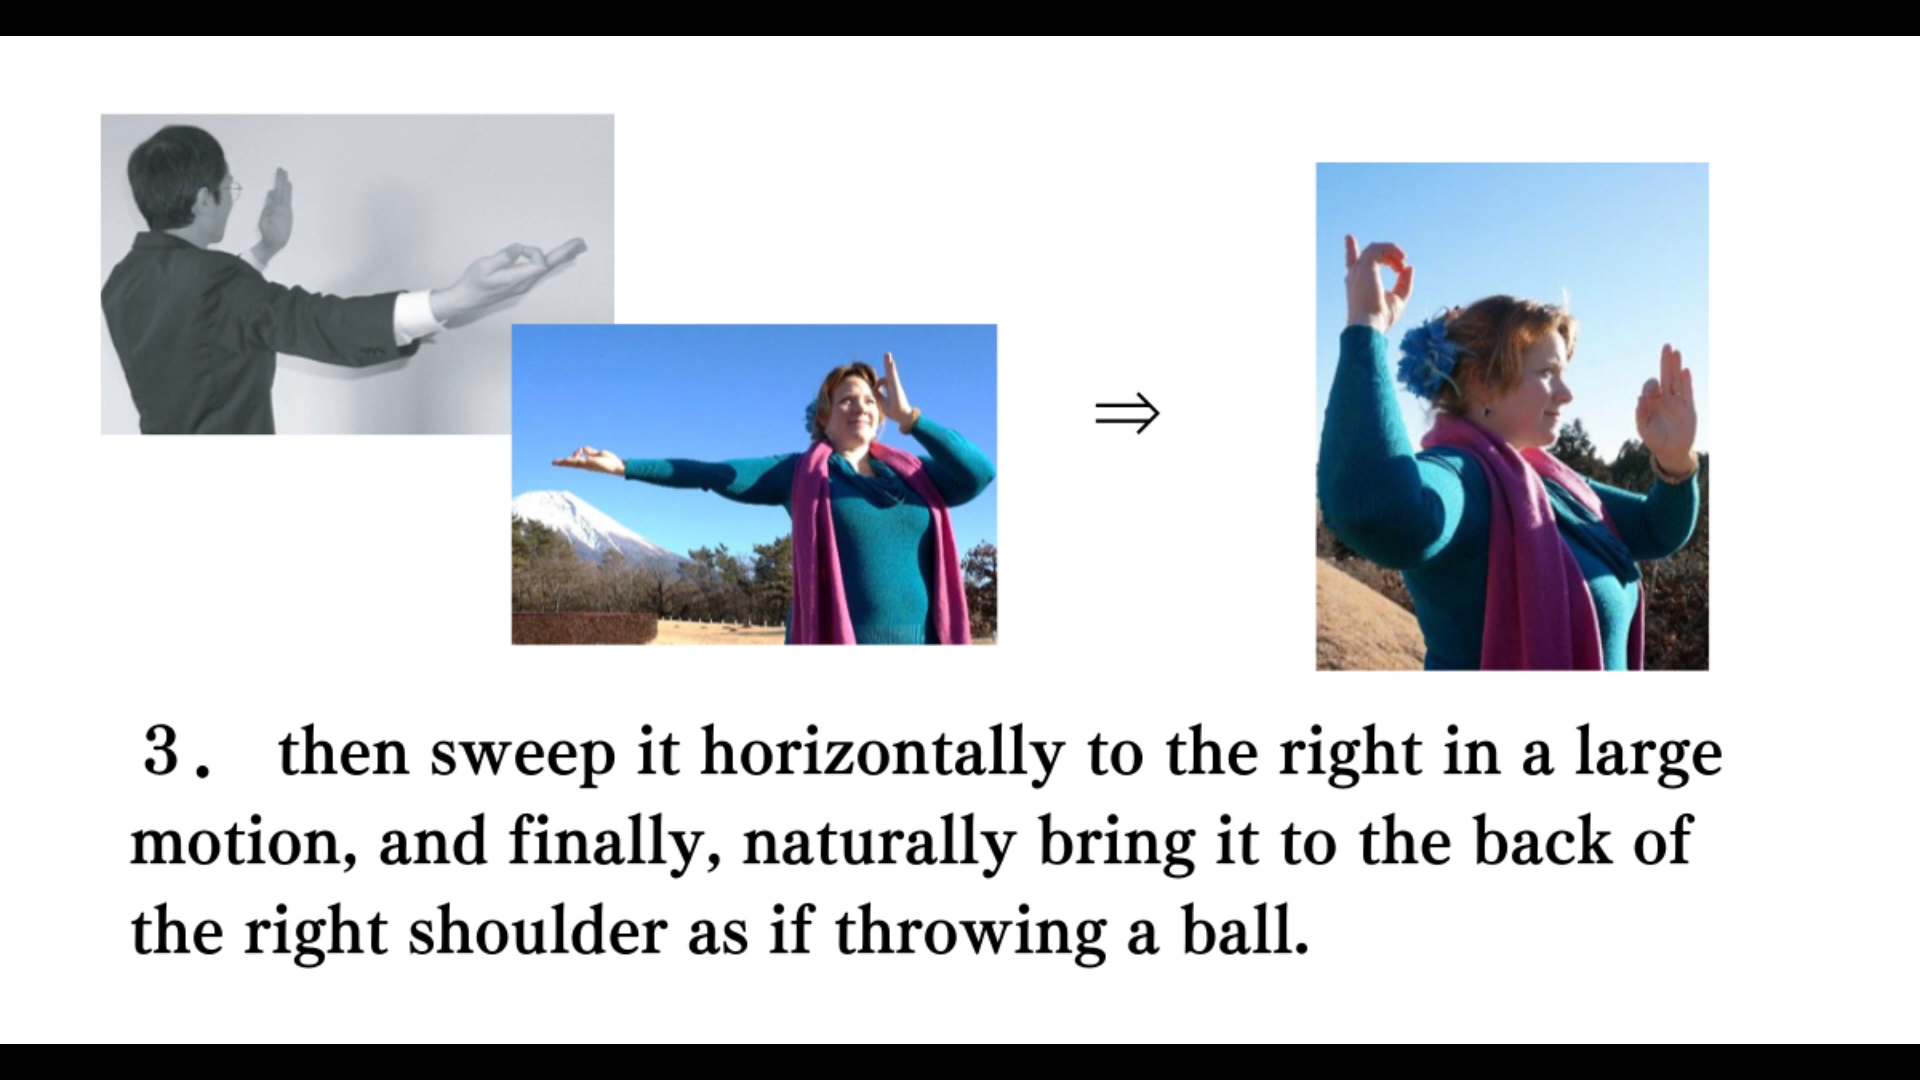 3. then sweep it horizontally to the right in a large
motion, and finally, naturally bring it to the back of
the right shoulder as if throwing a ball.